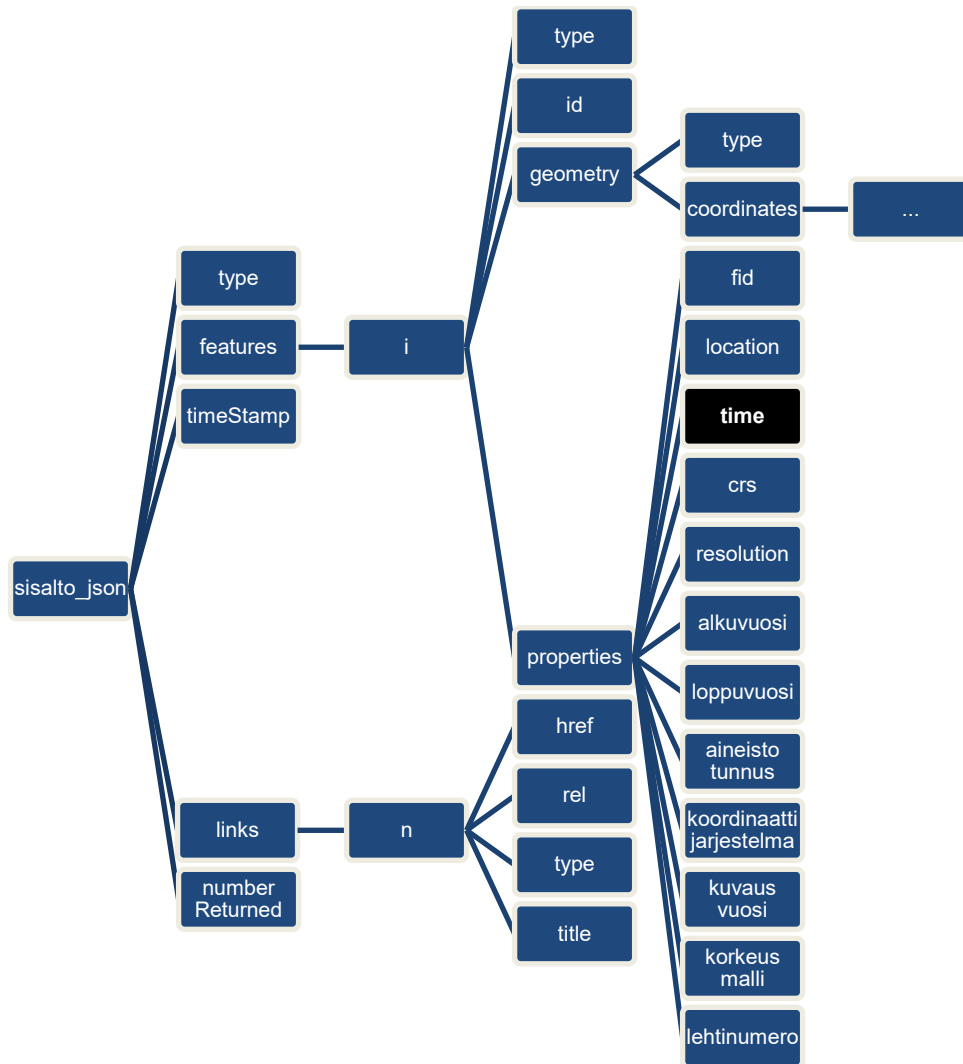 type
id
geometry
type
coordinates
...
type
features
i
timeStamp
fid
location
time
crs
resolution
sisalto_json
alkuvuosi
properties
loppuvuosi
href
aineisto
tunnus
rel
links
n
koordinaatti
jarjestelma
type
number
Returned
kuvaus
vuosi
title
korkeus
malli
lehtinumero